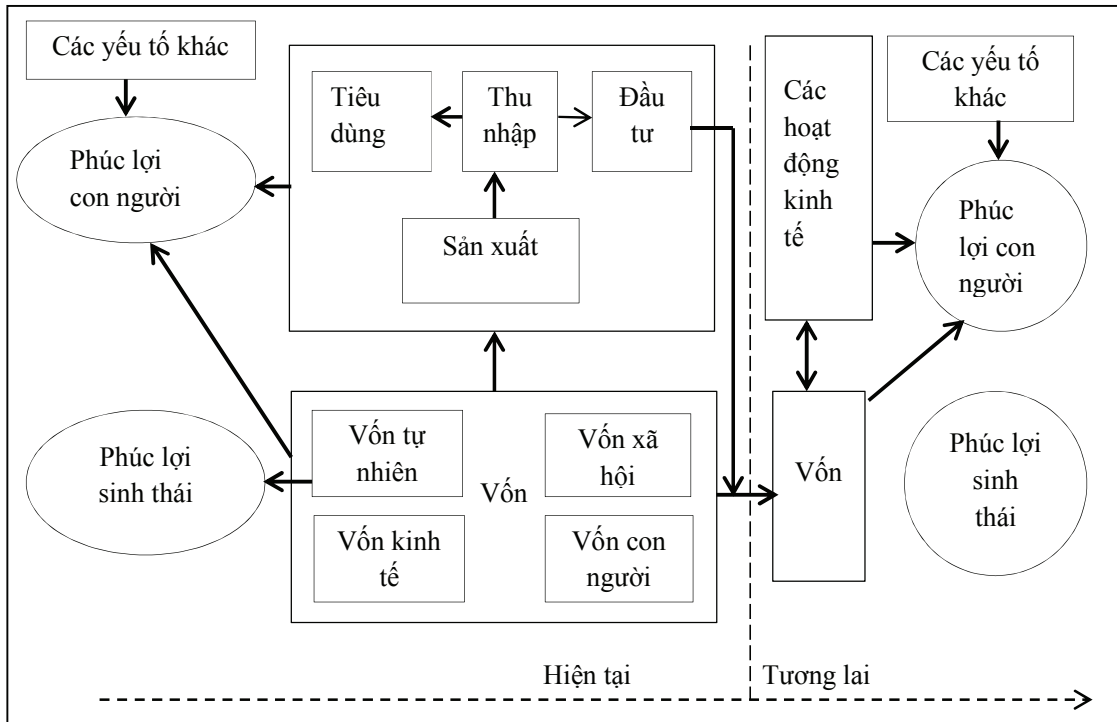 Các yếu tố khác
Phúc lợi
con người
Tiêu
dùng
Thu
nhập
Đầu
tư
Sản xuất
Các
hoạt
động
kinh
tế
Các yếu tố
khác
Phúc
lợi con
người
Phúc lợi
sinh thái
Vốn tự
nhiên
Vốn xã
hội
Vốn
Vốn kinh
tế
Vốn con
người
Vốn
Phúc lợi
sinh
thái
Hiện tại
Tương lai